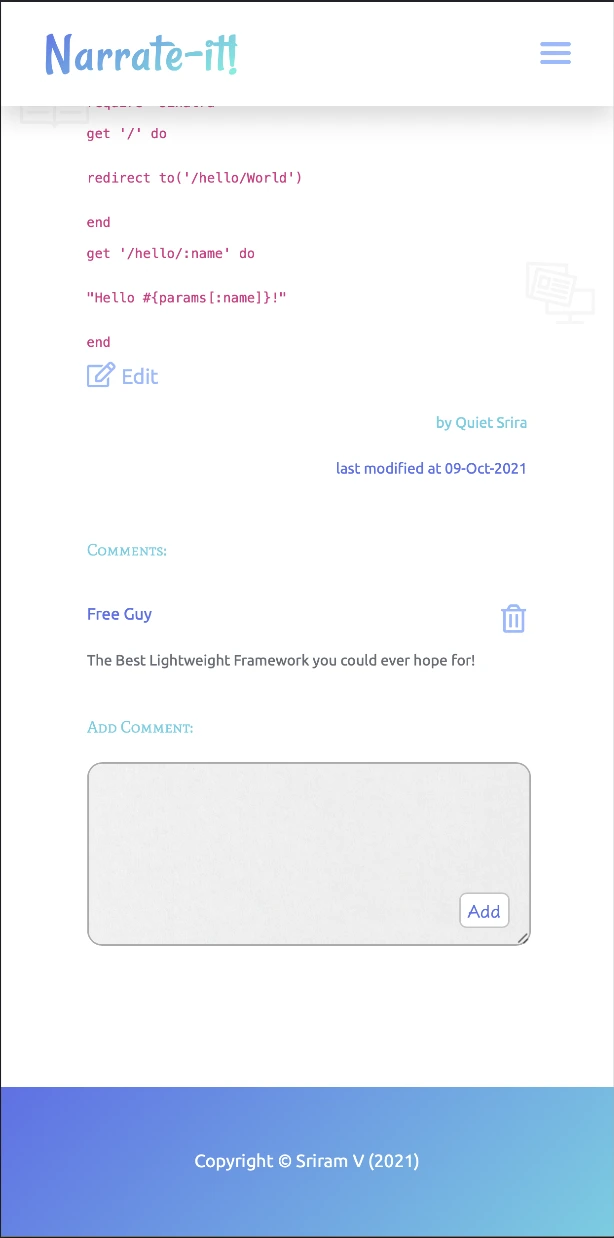 Narrate-it!
get '/' do
redirect to('/hello/World')
end
get '/hello/:name' do
"Hello #{params[:name]}!"
end
Edit
by Quiet Srira
last modified at 09-Oct-2021
Comments:
Free Guy
The Best Lightweight Framework you could ever hope for!
Add Comment:
Add
Copyright © Sriram V (2021)